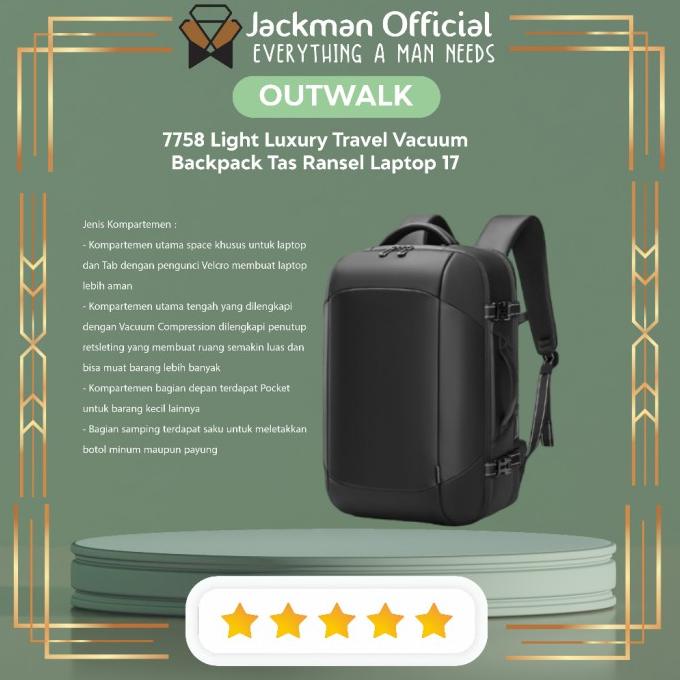 Jackman Official
EVERYTHING A MAN NEEDS
OUTWALK
7758 Light Luxury Travel Vacuum
Backpack Tas Ransel Laptop 17
Jenis Kompartemen :
- Kompartemen utama space khusus untuk laptop
dan Tab dengan pengunci Velcro membuat laptop
lebih aman
- Kompartemen utama tengah yang dilengkapi
dengan Vacuum Compression dilengkapi penutup
retsleting yang membuat ruang semakin luas dan
bisa muat barang lebih banyak
- Kompartemen bagian depan terdapat Pocket
untuk barang kecil lainnya
- Bagian samping terdapat saku untuk meletakkan
botol minum maupun payung